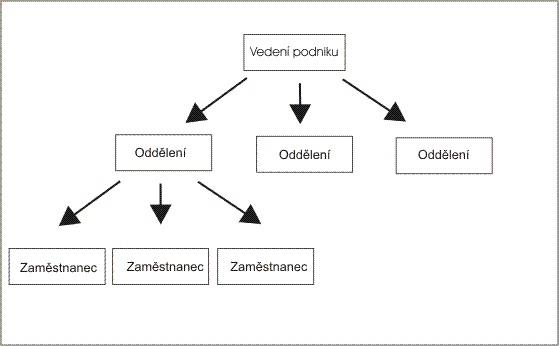 Vedení podniku
Oddělení
Oddělení
Oddělení
Zaměstnanec
Zaměstnanec
Zaměstnanec